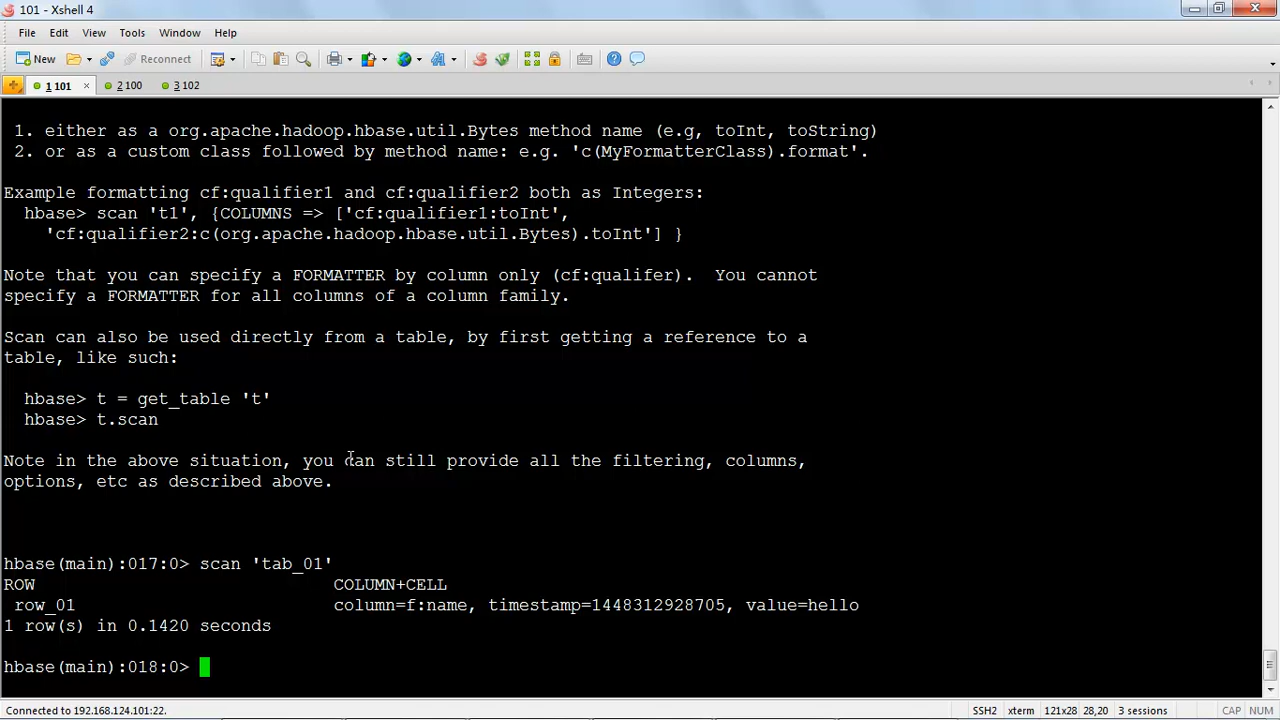 101 - Xshell 4
File Edit View Tools Window Help
New Reconnect
1 101 2 100 3 102
1. either as a org.apache.hadoop.hbase.util.Bytes method name (e.g, toInt, toString)
2. or as a custom class followed by method name: e.g. 'c(MyFormatterClass).format'.
Example formatting cf:qualifier1 and cf:qualifier2 both as Integers:
hbase> scan 't1', {COLUMNS => ['cf:qualifier1:toInt',
'cf:qualifier2:c(org.apache.hadoop.hbase.util.Bytes).toInt'] }
Note that you can specify a FORMATTER by column only (cf:qualifer).  You cannot
specify a FORMATTER for all columns of a column family.
Scan can also be used directly from a table, by first getting a reference to a
table, like such:
hbase> t = get_table 't'
hbase> t.scan
Note in the above situation, you can still provide all the filtering, columns,
options, etc as described above.
hbase(main):017:0> scan 'tab_01'
ROW COLUMN+CELL
row_01 column=f:name, timestamp=1448312928705, value=hello
1 row(s) in 0.1420 seconds
hbase(main):018:0>
Connected to 192.168.124.101:22. SSH2 xterm 121x28 28,20 3 sessions CAP NUM